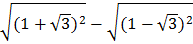 √(1 + √3)² − √(1 − √3)²